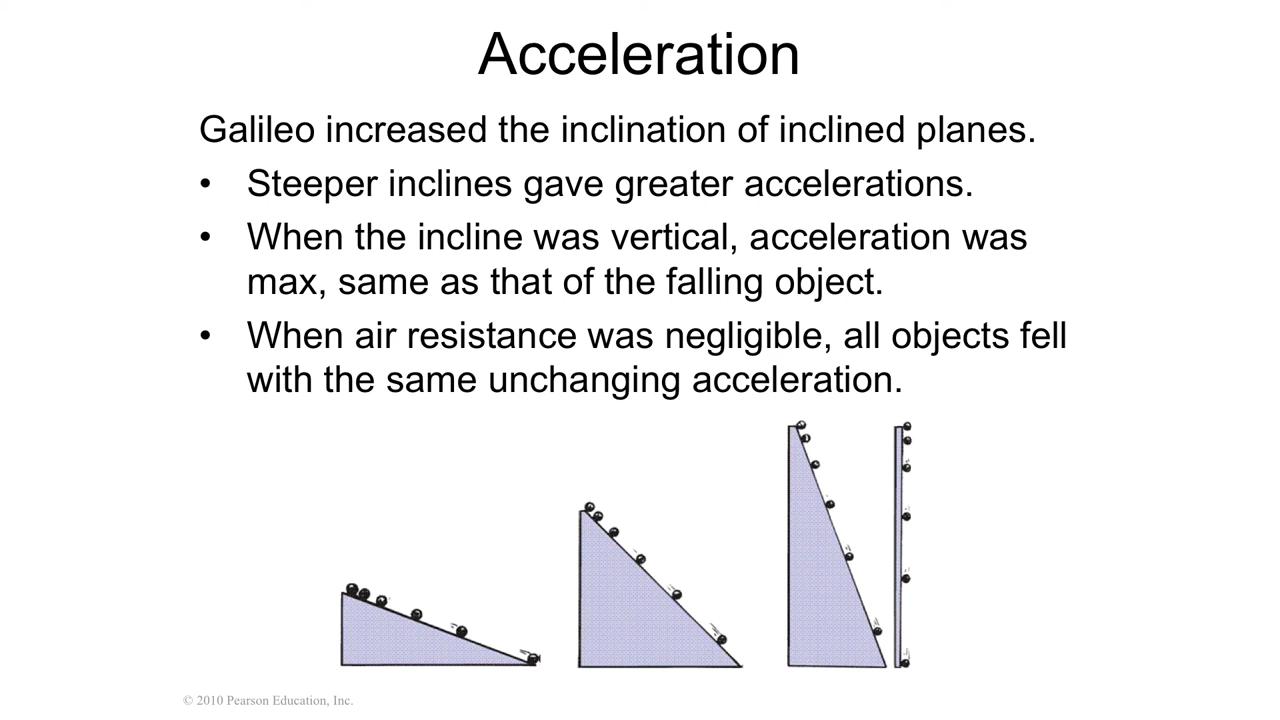 Acceleration
Galileo increased the inclination of inclined planes.
• Steeper inclines gave greater accelerations.
• When the incline was vertical, acceleration was
max, same as that of the falling object.
• When air resistance was negligible, all objects fell
with the same unchanging acceleration.
© 2010 Pearson Education, Inc.